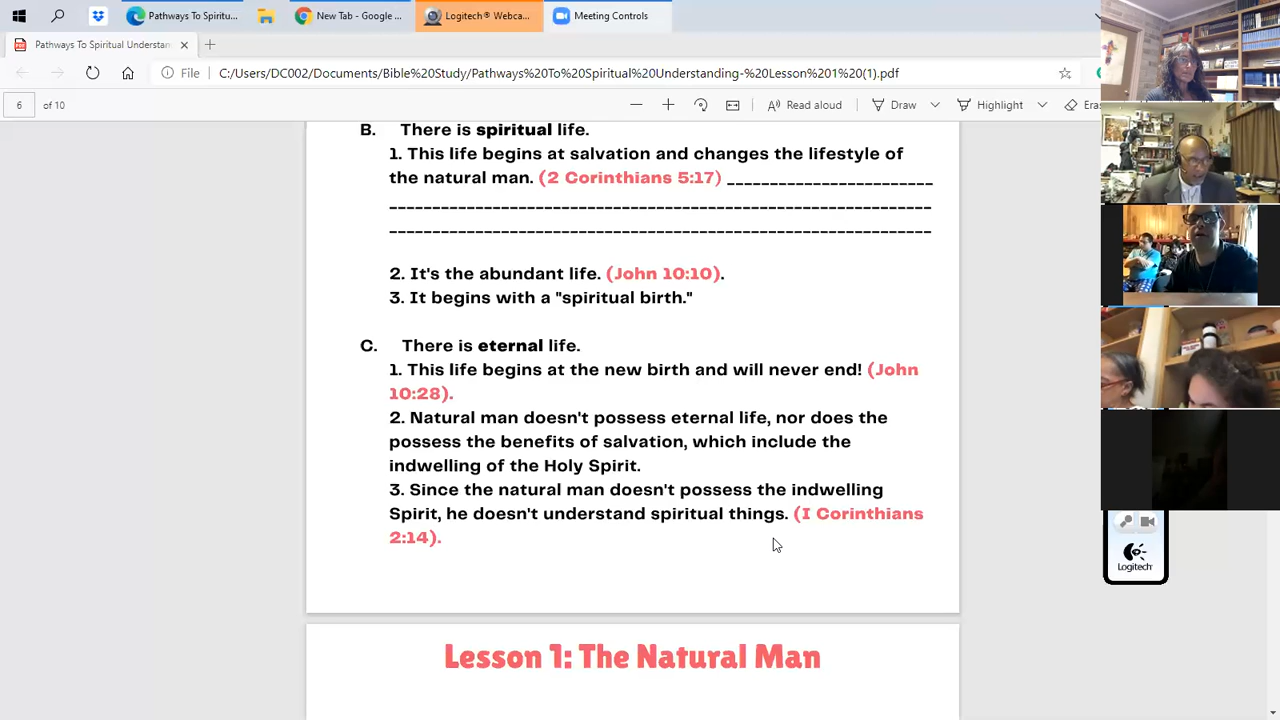 Pathways To Spiritu...
New Tab - Google ...
Logitech® Webca...
Meeting Controls
Pathways To Spiritual Understan
File
C:/Users/DC002/Documents/Bible%20Study/Pathways%20To%20Spiritual%20Understanding-%20Lesson%201%20(1).pdf
6 of 10
Read aloud
Draw
Highlight
Eras
B. There is spiritual life.
1. This life begins at salvation and changes the lifestyle of
the natural man. (2 Corinthians 5:17) _________________________
__________________________________________________
__________________________________________________
2. It's the abundant life. (John 10:10).
3. It begins with a "spiritual birth."
C. There is eternal life.
1. This life begins at the new birth and will never end! (John
10:28).
2. Natural man doesn't possess eternal life, nor does the
possess the benefits of salvation, which include the
indwelling of the Holy Spirit.
3. Since the natural man doesn't possess the indwelling
Spirit, he doesn't understand spiritual things. (I Corinthians
2:14).
Logitech
Lesson 1: The Natural Man